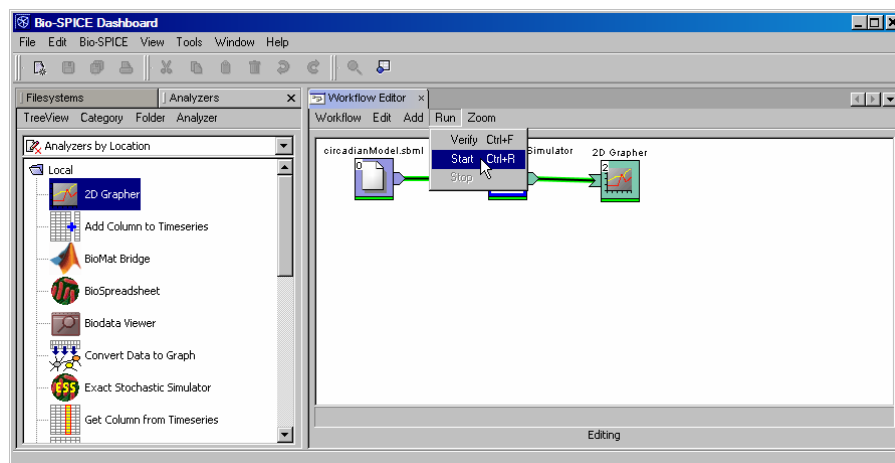 Bio-SPICE Dashboard
File Edit Bio-SPICE View Tools Window Help
Filesystems
Analyzers
TreeView Category Folder Analyzer
Analyzers by Location
Local
2D Grapher
Add Column to Timeseries
BioMat Bridge
BioSpreadsheet
Biodata Viewer
Convert Data to Graph
ESS
Exact Stochastic Simulator
Get Column from Timeseries
Workflow Editor
Workflow Edit Add Run Zoom
Verify Ctrl+F
Start Ctrl+R
Stop
circadianModel.sbml
0
Simulator
2D Grapher
2
Editing